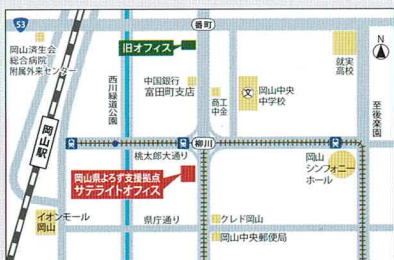 53
番町
岡山済生会
総合病院
附属外来センター
旧オフィス
就実
高校
N
西川緑道公園
中国銀行
富田町支店
商工
中金
文
岡山中央
中学校
至後楽園
岡山駅
柳川
桃太郎大通り
岡山
シンフォニー
ホール
岡山県よろず支援拠点
サテライトオフィス
イオンモール
岡山
県庁通り
クレド岡山
岡山中央郵便局